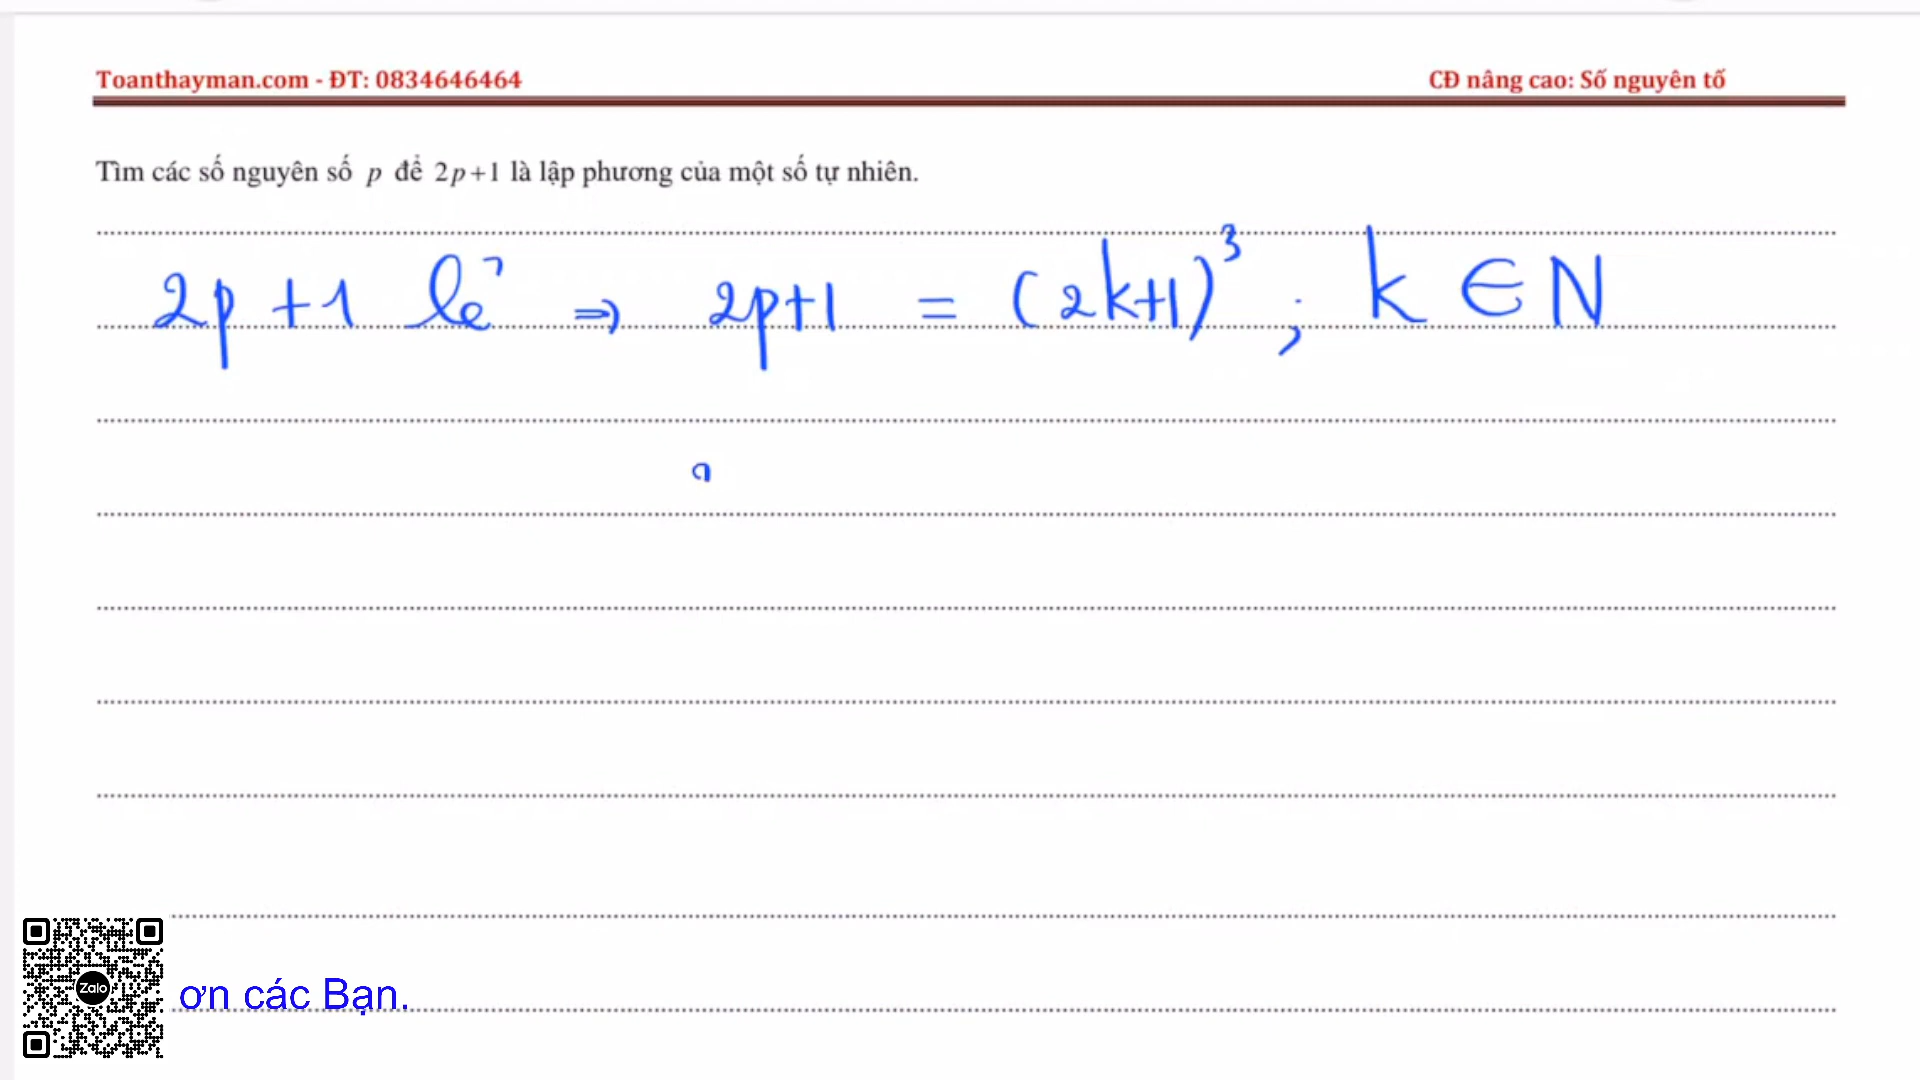 Toanthayman.com - ĐT: 0834646464 CĐ nâng cao: Số nguyên tố
Tìm các số nguyên số p để 2p+1 là lập phương của một số tự nhiên.
2p+1 lẻ ⇒ 2p+1 = (2k+1)³ ; k ∈ N
Zalo
ơn các Bạn.